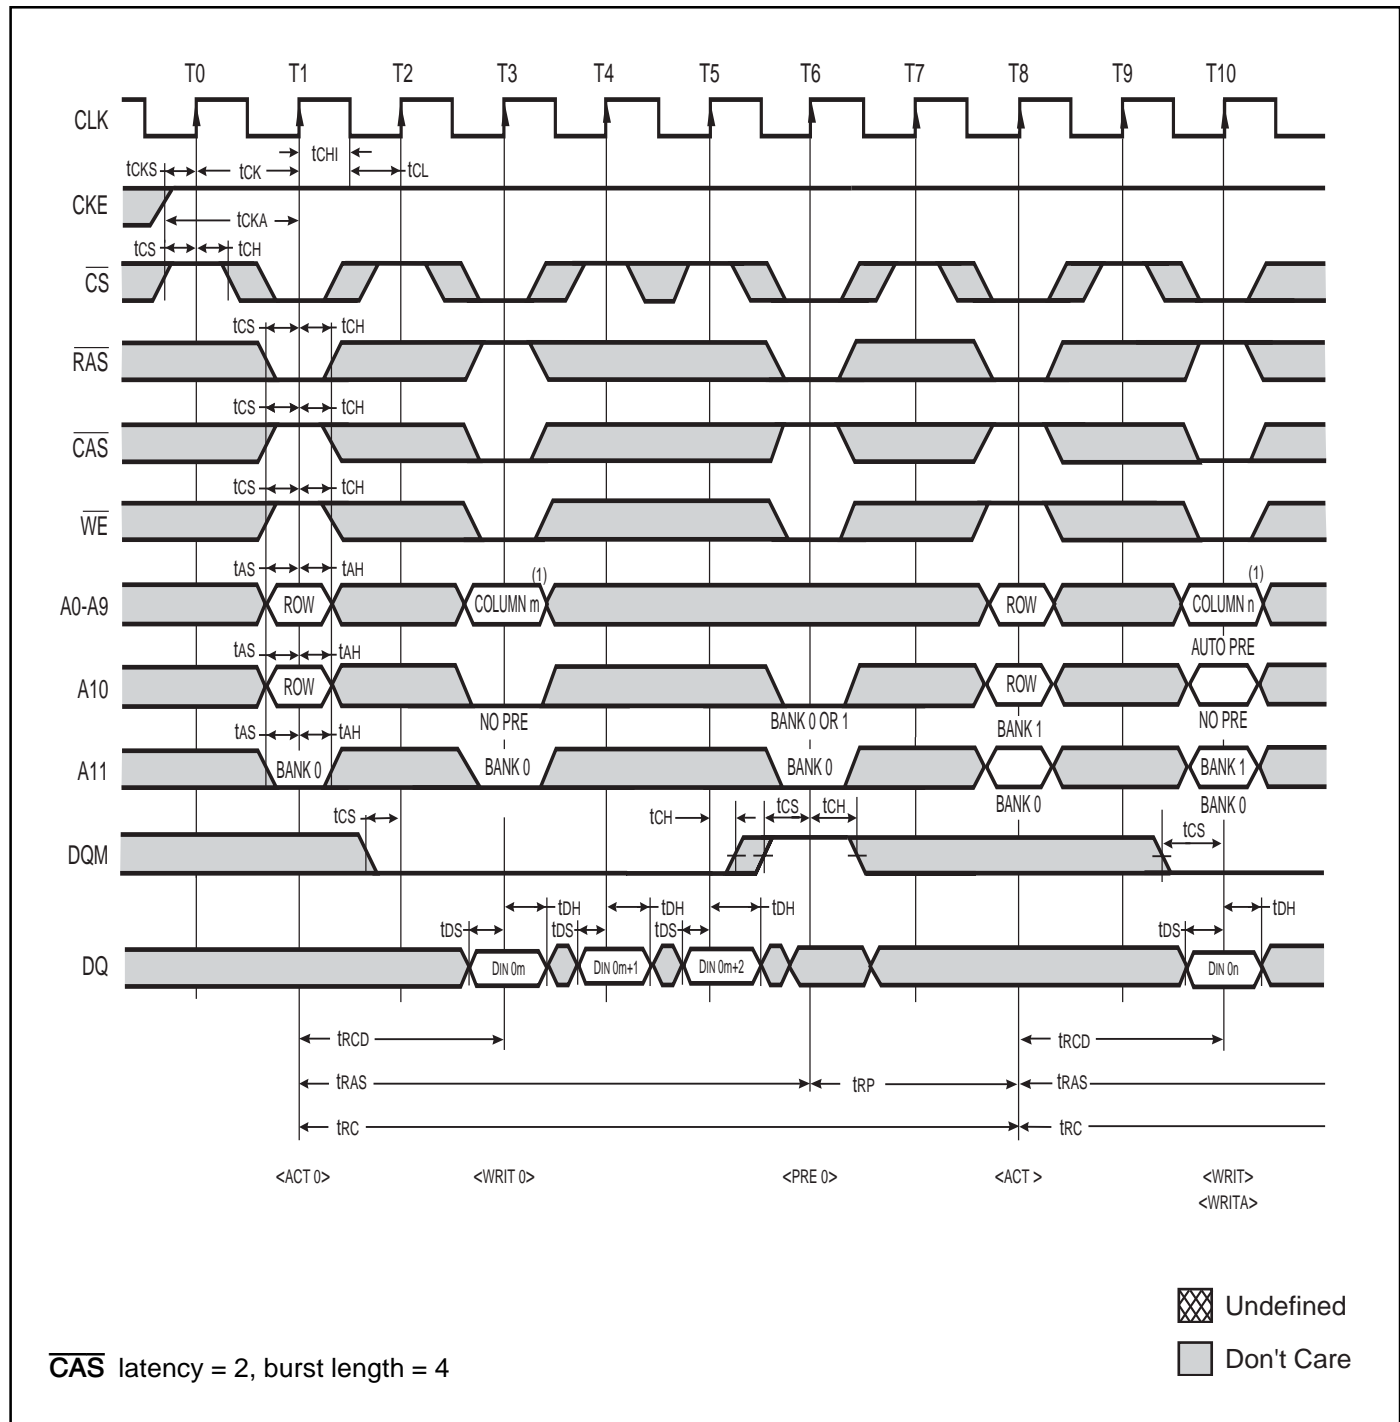 T0 T1 T2 T3 T4 T5 T6 T7 T8 T9 T10
CLK
tCHI
tCKS tCK tCL
CKE
tCKA
tCS tCH
CS
tCS tCH
RAS
tCS tCH
CAS
tCS tCH
WE
tAS tAH (1) (1)
A0-A9 ROW COLUMN m ROW COLUMN n
tAS tAH AUTO PRE
A10 ROW ROW
NO PRE BANK 0 OR 1 BANK 1 NO PRE
tAS tAH
A11 BANK 0 BANK 0 BANK 0 BANK 1
BANK 0 BANK 0
tCS tCH tCS tCH tCS
DQM
tDH tDH tDH tDH
tDS tDS tDS tDS
DQ DIN 0m DIN 0m+1 DIN 0m+2 DIN 0n
tRCD tRCD
tRAS tRP tRAS
tRC tRC
<ACT 0> <WRIT 0> <PRE 0> <ACT > <WRIT>
<WRITA>
Undefined
Don't Care
CAS latency = 2, burst length = 4